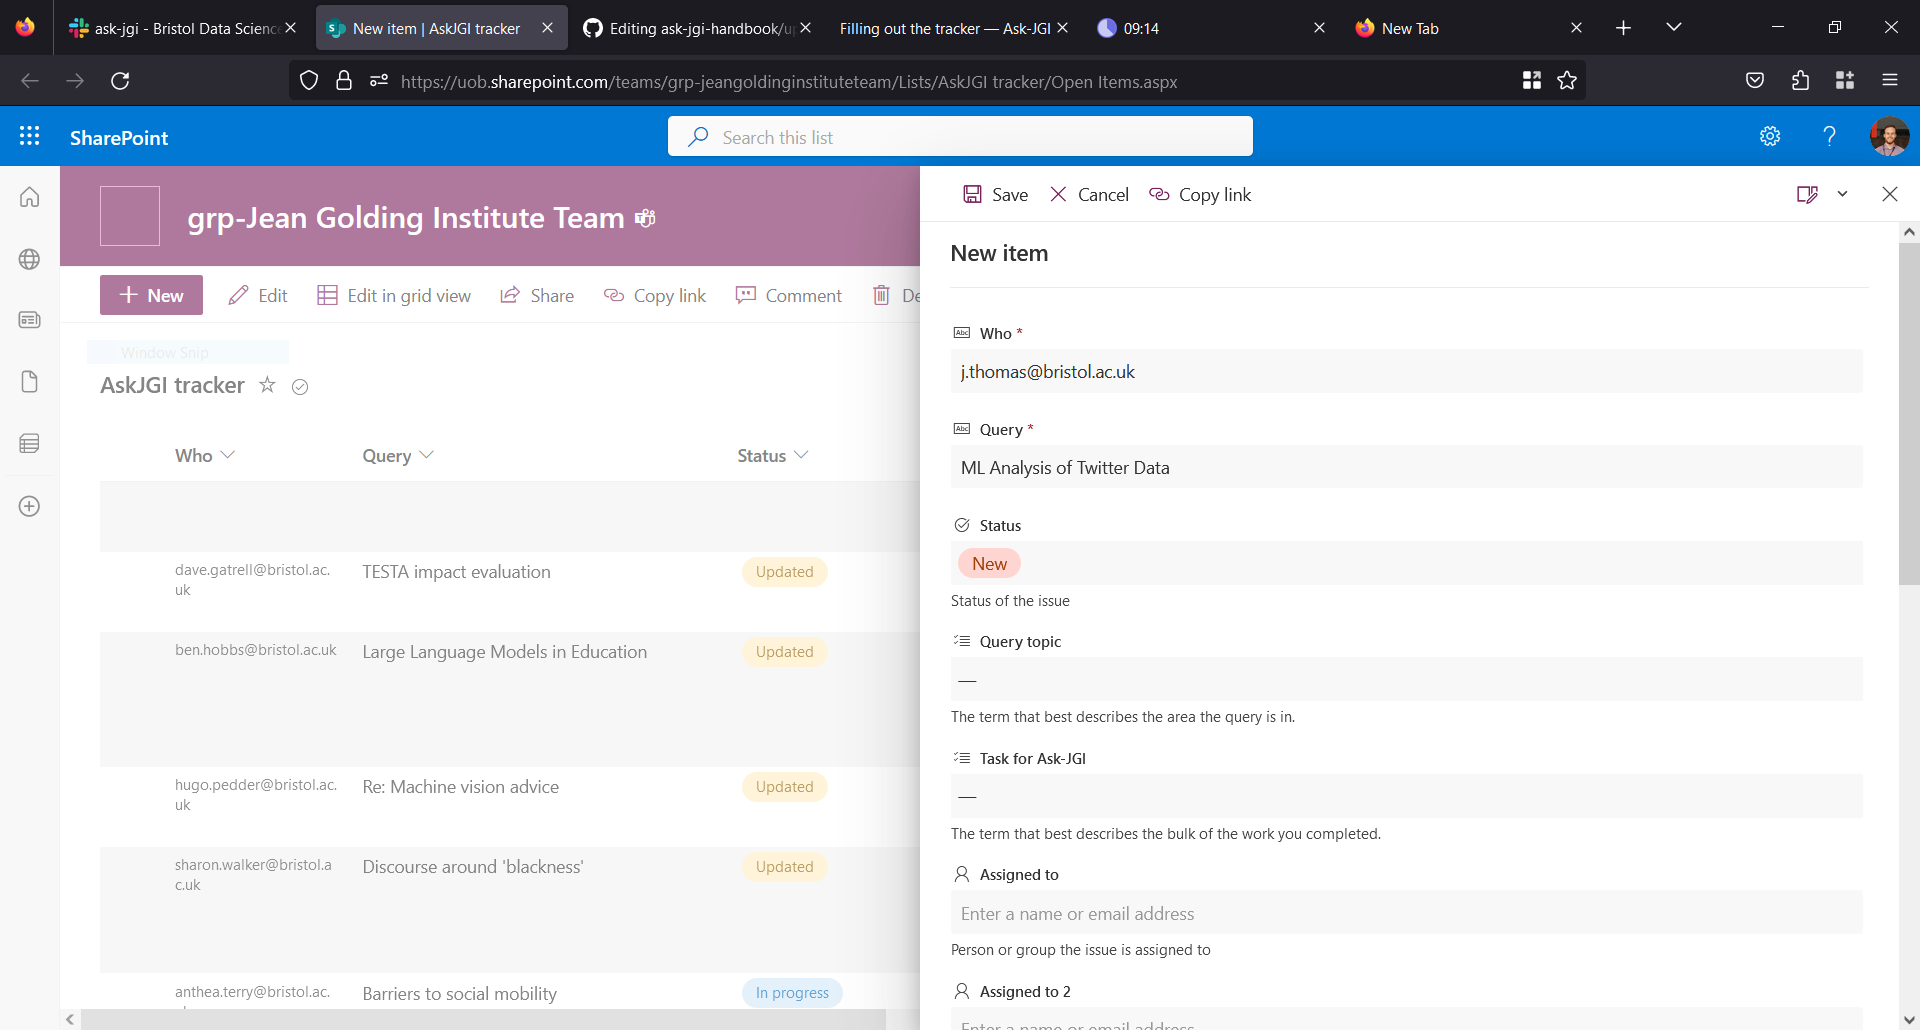 ask-jgi - Bristol Data Science
New item | AskJGI tracker
Editing ask-jgi-handbook/u
Filling out the tracker — Ask-JGI
09:14
New Tab
https://uob.sharepoint.com/teams/grp-jeangoldinginstituteteam/Lists/AskJGI tracker/Open Items.aspx
SharePoint
Search this list
grp-Jean Golding Institute Team
New
Edit
Edit in grid view
Share
Copy link
Comment
De
Window Snip
AskJGI tracker
Who
Query
Status
dave.gatrell@bristol.ac.
uk
TESTA impact evaluation
Updated
ben.hobbs@bristol.ac.uk
Large Language Models in Education
Updated
hugo.pedder@bristol.ac.
uk
Re: Machine vision advice
Updated
sharon.walker@bristol.a
c.uk
Discourse around 'blackness'
Updated
anthea.terry@bristol.ac.
Barriers to social mobility
In progress
Save
Cancel
Copy link
New item
Abc Who *
j.thomas@bristol.ac.uk
Abc Query *
ML Analysis of Twitter Data
Status
New
Status of the issue
Query topic
—
The term that best describes the area the query is in.
Task for Ask-JGI
—
The term that best describes the bulk of the work you completed.
Assigned to
Enter a name or email address
Person or group the issue is assigned to
Assigned to 2
Enter a name or email address